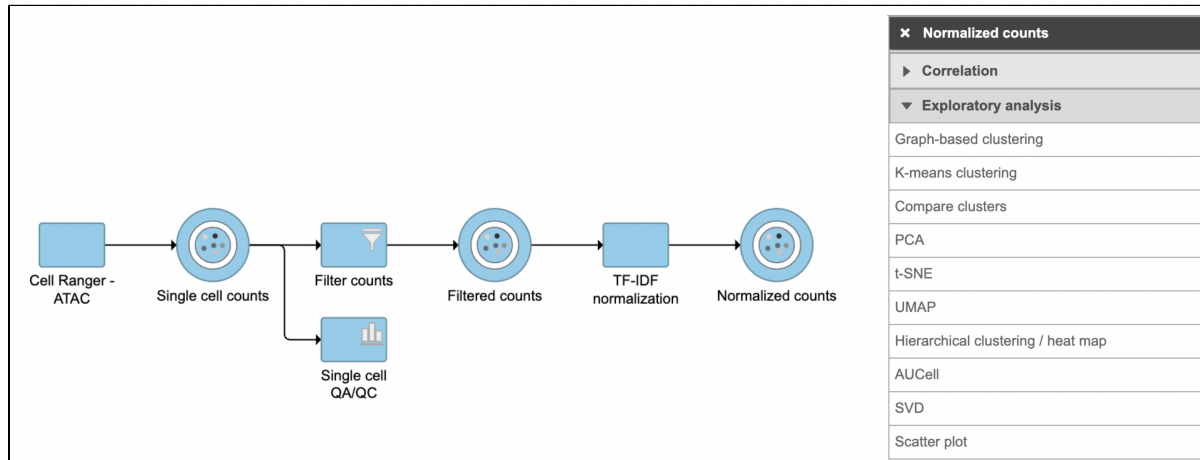 Cell Ranger -
ATAC
Single cell counts
Filter counts
Single cell
QA/QC
Filtered counts
TF-IDF
normalization
Normalized counts
× Normalized counts
Correlation
Exploratory analysis
Graph-based clustering
K-means clustering
Compare clusters
PCA
t-SNE
UMAP
Hierarchical clustering / heat map
AUCell
SVD
Scatter plot